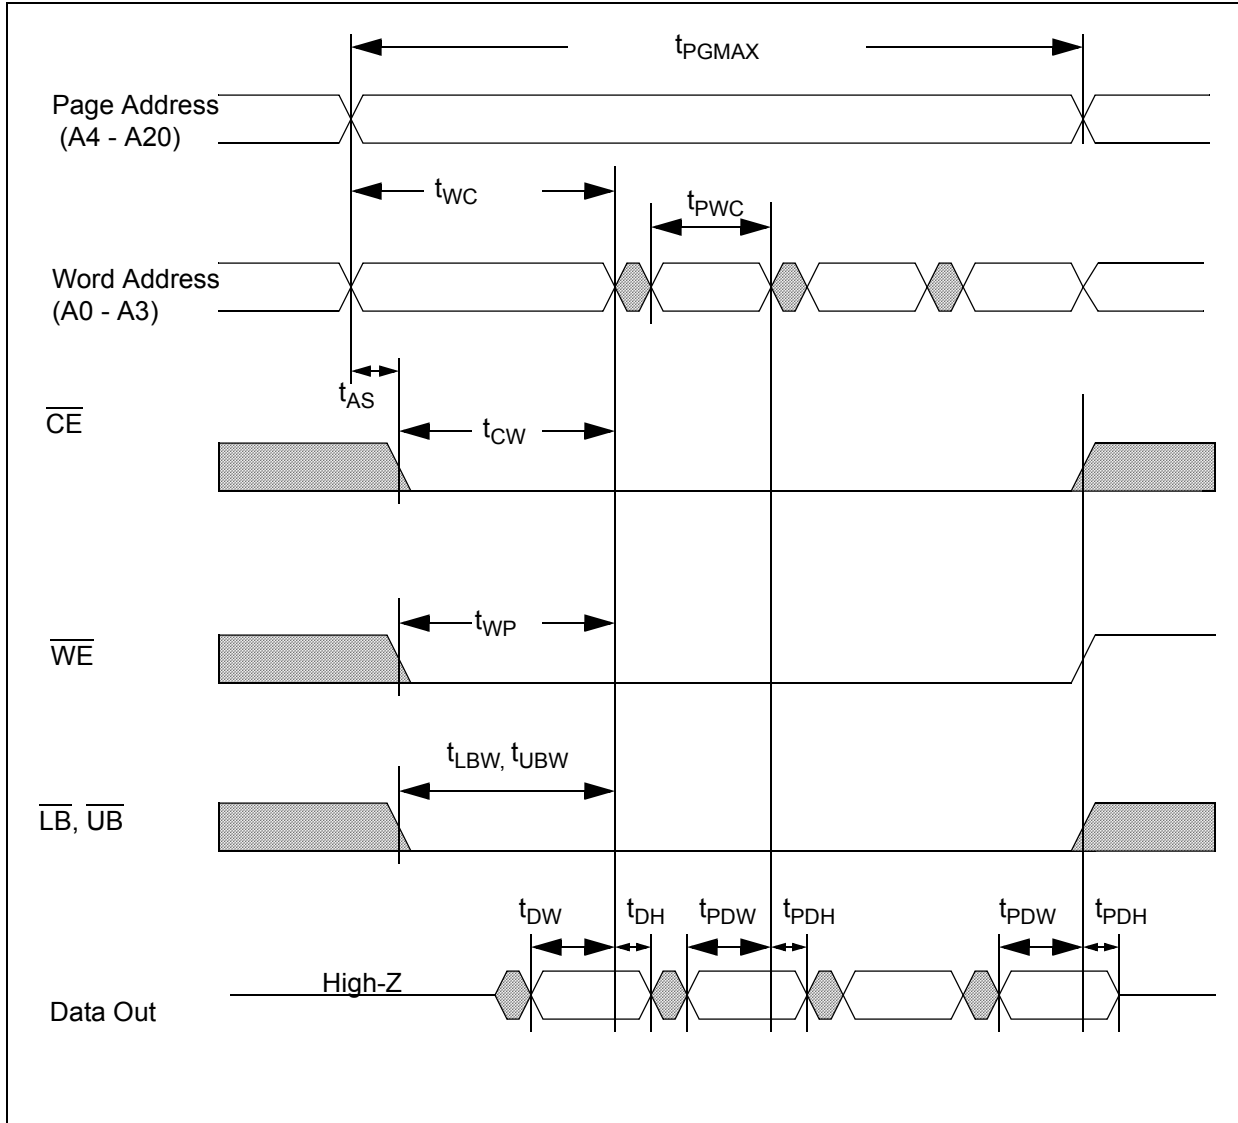 tPGMAX
Page Address
(A4 - A20)
tWC
tPWC
Word Address
(A0 - A3)
tAS
CE
tCW
WE
tWP
tLBW, tUBW
LB, UB
tDW
tDH
tPDW
tPDH
tPDW
tPDH
High-Z
Data Out